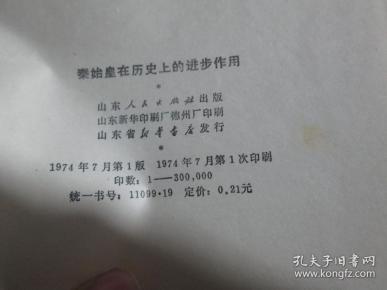 秦始皇在历史上的进步作用
*
山东人民出版社出版
山东新华印刷厂德州厂印刷
山东省新华书店发行
*
1974年7月第1版 1974年7月第1次印刷
印数：1—300,000
统一书号：11099·19 定价：0.21元
孔夫子旧书网